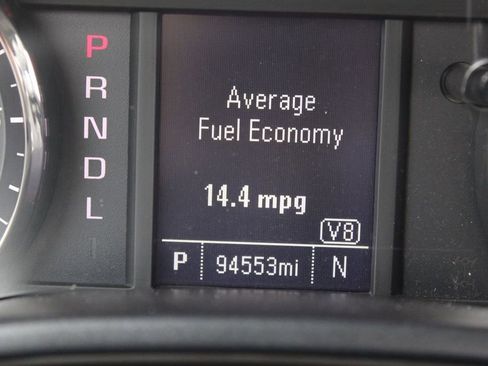 P
R
N
D
L
Average
Fuel Economy
14.4 mpg
V8
P 94553mi N